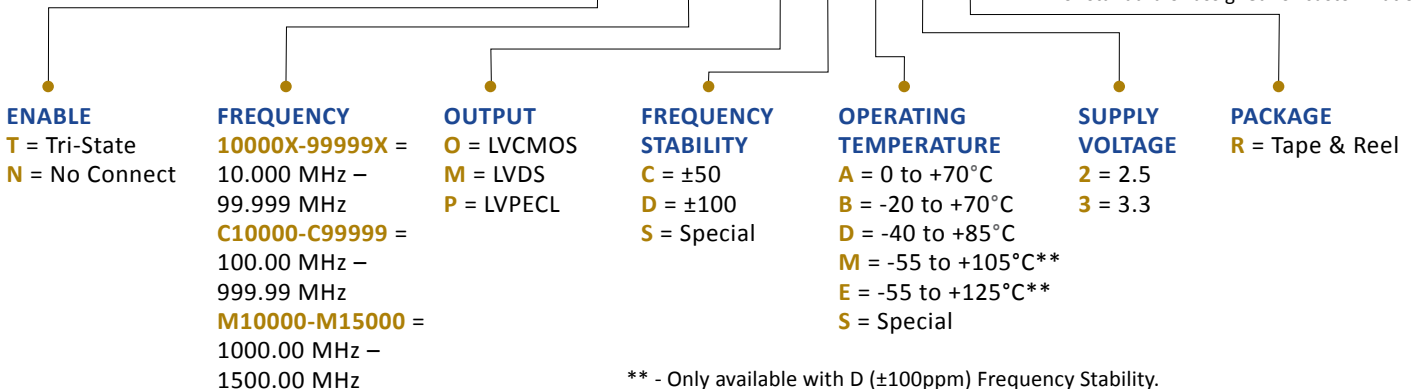 ENABLE
T = Tri-State
N = No Connect
FREQUENCY
10000X-99999X =
10.000 MHz –
99.999 MHz
C10000-C99999 =
100.00 MHz –
999.99 MHz
M10000-M15000 =
1000.00 MHz –
1500.00 MHz
OUTPUT
O = LVCMOS
M = LVDS
P = LVPECL
FREQUENCY
STABILITY
C = ±50
D = ±100
S = Special
OPERATING
TEMPERATURE
A = 0 to +70°C
B = -20 to +70°C
D = -40 to +85°C
M = -55 to +105°C**
E = -55 to +125°C**
S = Special
SUPPLY
VOLTAGE
2 = 2.5
3 = 3.3
PACKAGE
R = Tape & Reel
** - Only available with D (±100ppm) Frequency Stability.